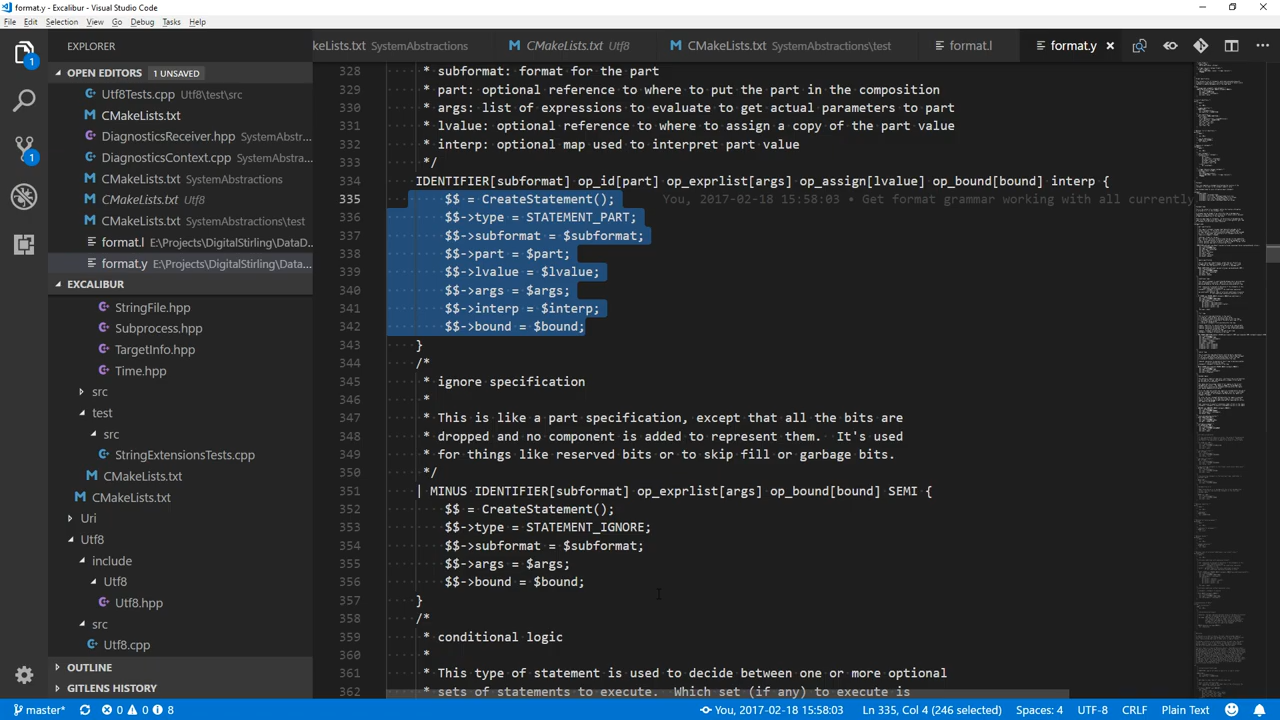 format.y - Excalibur - Visual Studio Code
File Edit Selection View Go Debug Tasks Help
EXPLORER
OPEN EDITORS 1 UNSAVED
Utf8Tests.cpp Utf8\test\src
CMakeLists.txt
DiagnosticsReceiver.hpp SystemAbstr...
DiagnosticsContext.cpp SystemAbstra...
CMakeLists.txt SystemAbstractions
CMakeLists.txt Utf8
CMakeLists.txt SystemAbstractions\test
format.l E:\Projects\DigitalStirling\DataD...
format.y E:\Projects\DigitalStirling\Data...
EXCALIBUR
StringFile.hpp
Subprocess.hpp
TargetInfo.hpp
Time.hpp
src
test
src
StringExtensionsTests.cpp
CMakeLists.txt
CMakeLists.txt
Uri
Utf8
include
Utf8
Utf8.hpp
src
Utf8.cpp
OUTLINE
GITLENS HISTORY
keLists.txt SystemAbstractions CMakeLists.txt Utf8 CMakeLists.txt SystemAbstractions\test format.l format.y
328 * subformat: format for the part
329 * part: optional reference to where to put the part in the composition
330 * args: list of expressions to evaluate to get actual parameters to part
331 * lvalue: optional reference to where to assign a copy of the part value
332 * interp: optional map used to interpret part value
333 */
334 IDENTIFIER[subformat] op_id[part] op_exprlist[args] op_assign[lvalue] op_bound[bound] interp {
335 $$ = CreateStatement(); You, 2017-02-18 15:58:03 • Get format grammar working with all currently
336 $$->type = STATEMENT_PART;
337 $$->subformat = $subformat;
338 $$->part = $part;
339 $$->lvalue = $lvalue;
340 $$->args = $args;
341 $$->interp = $interp;
342 $$->bound = $bound;
343 }
344 /*
345 * ignore specification
346 *
347 * This is like a part specification, except that all the bits are
348 * dropped and no component is added to represent them. It's used
349 * for things like reserved bits or to skip fill or garbage bits.
350 */
351 | MINUS IDENTIFIER[subformat] op_exprlist[args] op_bound[bound] SEMI {
352 $$ = CreateStatement();
353 $$->type = STATEMENT_IGNORE;
354 $$->subformat = $subformat;
355 $$->args = $args;
356 $$->bound = $bound;
357 }
358 /*
359 * conditional logic
360 *
361 * This type of statement is used to decide between one or more optional
362 * sets of statements to execute. Which set (if any) to execute is
master* 0 0 8 You, 2017-02-18 15:58:03 Ln 335, Col 4 (246 selected) Spaces: 4 UTF-8 CRLF Plain Text